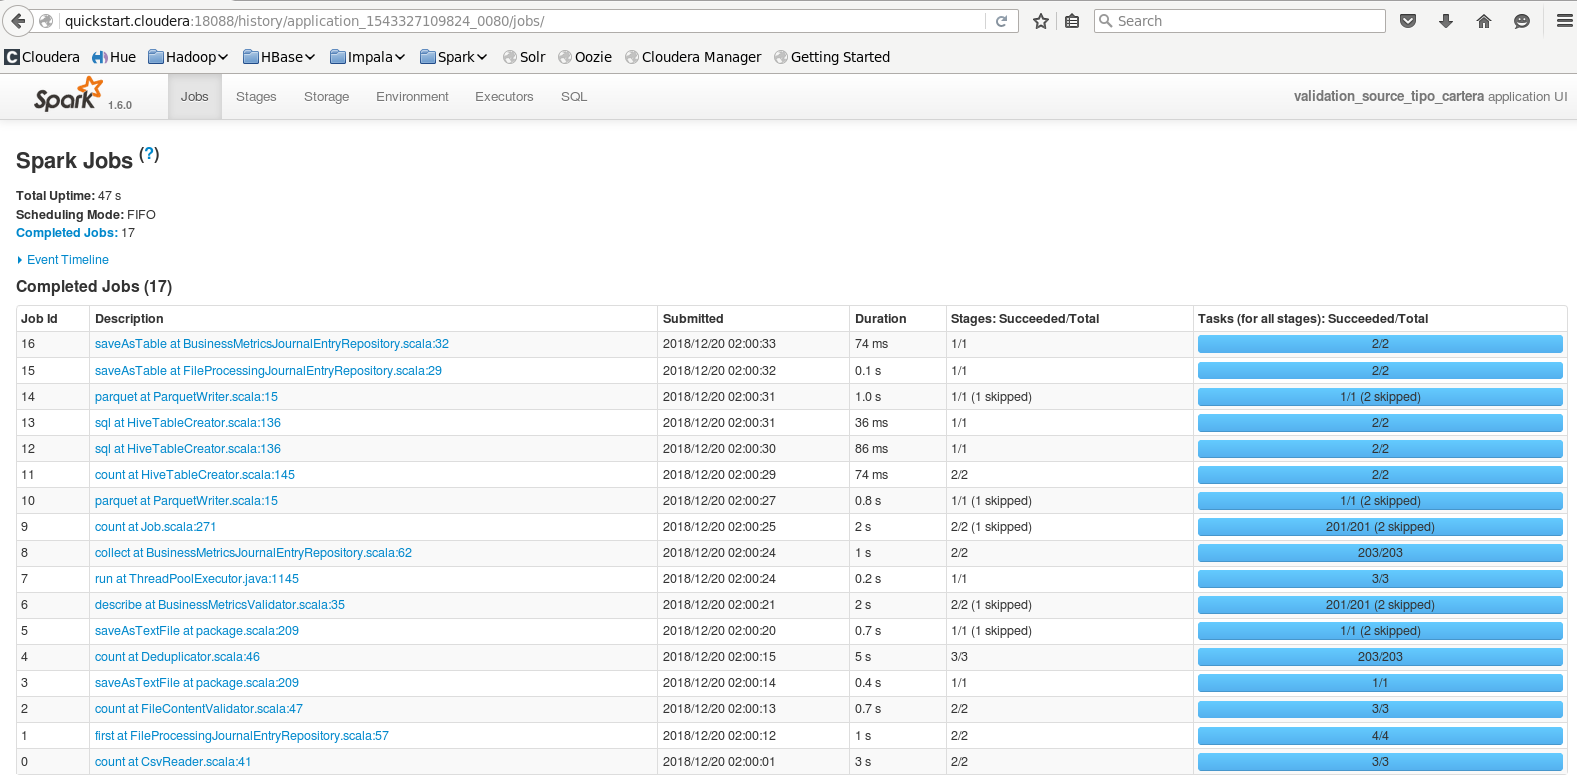 quickstart.cloudera:18088/history/application_1543327109824_0080/jobs/ Search
Cloudera Hue Hadoop HBase Impala Spark Solr Oozie Cloudera Manager Getting Started
Spark 1.6.0 Jobs Stages Storage Environment Executors SQL validation_source_tipo_cartera application UI
Spark Jobs (?)
Total Uptime: 47 s
Scheduling Mode: FIFO
Completed Jobs: 17
Event Timeline
Completed Jobs (17)
Job Id Description Submitted Duration Stages: Succeeded/Total Tasks (for all stages): Succeeded/Total
16 saveAsTable at BusinessMetricsJournalEntryRepository.scala:32 2018/12/20 02:00:33 74 ms 1/1 2/2
15 saveAsTable at FileProcessingJournalEntryRepository.scala:29 2018/12/20 02:00:32 0.1 s 1/1 2/2
14 parquet at ParquetWriter.scala:15 2018/12/20 02:00:31 1.0 s 1/1 (1 skipped) 1/1 (2 skipped)
13 sql at HiveTableCreator.scala:136 2018/12/20 02:00:31 36 ms 1/1 2/2
12 sql at HiveTableCreator.scala:136 2018/12/20 02:00:30 86 ms 1/1 2/2
11 count at HiveTableCreator.scala:145 2018/12/20 02:00:29 74 ms 2/2 2/2
10 parquet at ParquetWriter.scala:15 2018/12/20 02:00:27 0.8 s 1/1 (1 skipped) 1/1 (2 skipped)
9 count at Job.scala:271 2018/12/20 02:00:25 2 s 2/2 (1 skipped) 201/201 (2 skipped)
8 collect at BusinessMetricsJournalEntryRepository.scala:62 2018/12/20 02:00:24 1 s 2/2 203/203
7 run at ThreadPoolExecutor.java:1145 2018/12/20 02:00:24 0.2 s 1/1 3/3
6 describe at BusinessMetricsValidator.scala:35 2018/12/20 02:00:21 2 s 2/2 (1 skipped) 201/201 (2 skipped)
5 saveAsTextFile at package.scala:209 2018/12/20 02:00:20 0.7 s 1/1 (1 skipped) 1/1 (2 skipped)
4 count at Deduplicator.scala:46 2018/12/20 02:00:15 5 s 3/3 203/203
3 saveAsTextFile at package.scala:209 2018/12/20 02:00:14 0.4 s 1/1 1/1
2 count at FileContentValidator.scala:47 2018/12/20 02:00:13 0.7 s 2/2 3/3
1 first at FileProcessingJournalEntryRepository.scala:57 2018/12/20 02:00:12 1 s 2/2 4/4
0 count at CsvReader.scala:41 2018/12/20 02:00:01 3 s 2/2 3/3